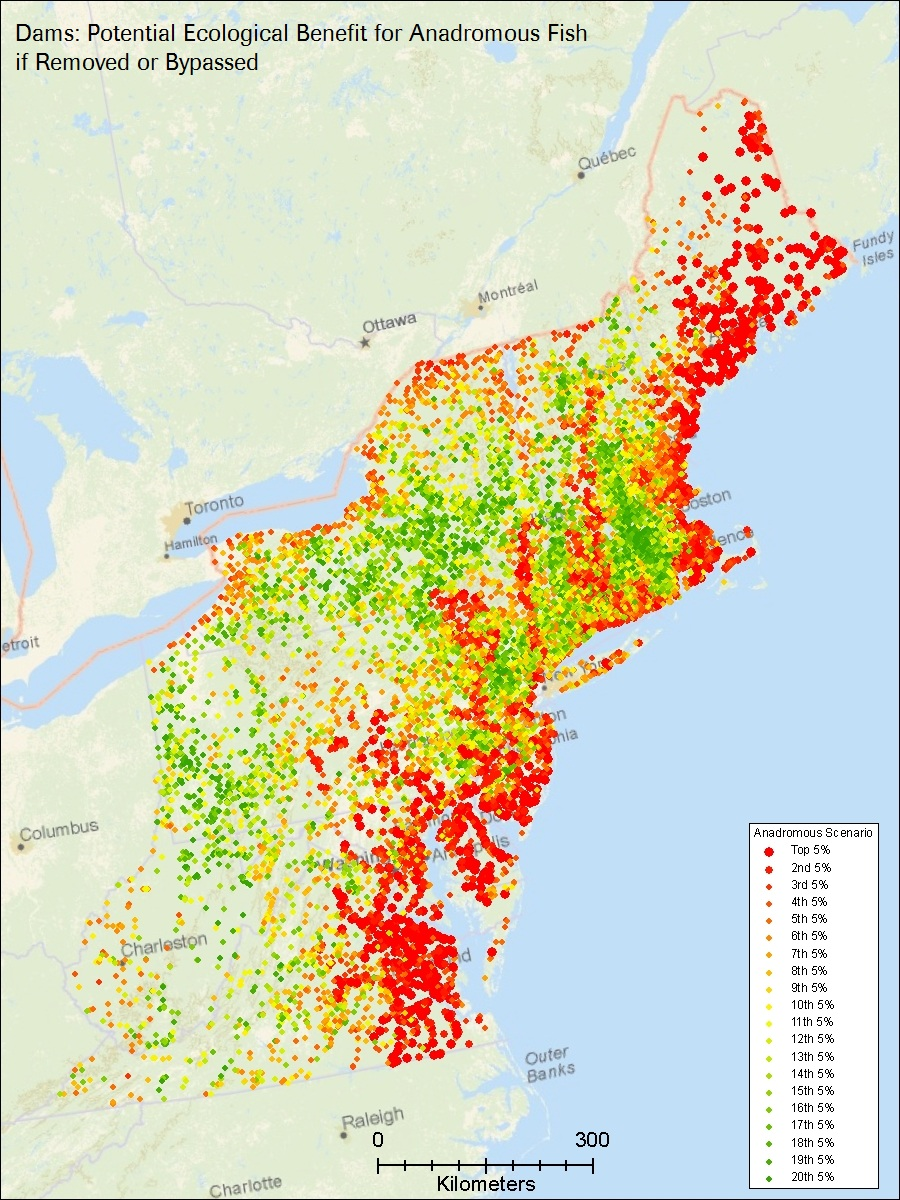 Dams: Potential Ecological Benefit for Anadromous Fish
if Removed or Bypassed
Québec
Fundy
Isles
Montréal
Ottawa
Toronto
Hamilton
Boston
etroit
Columbus
Charleston
Outer
Banks
Raleigh
Charlotte
0 300
Kilometers
Anadromous Scenario
Top 5%
2nd 5%
3rd 5%
4th 5%
5th 5%
6th 5%
7th 5%
8th 5%
9th 5%
10th 5%
11th 5%
12th 5%
13th 5%
14th 5%
15th 5%
16th 5%
17th 5%
18th 5%
19th 5%
20th 5%